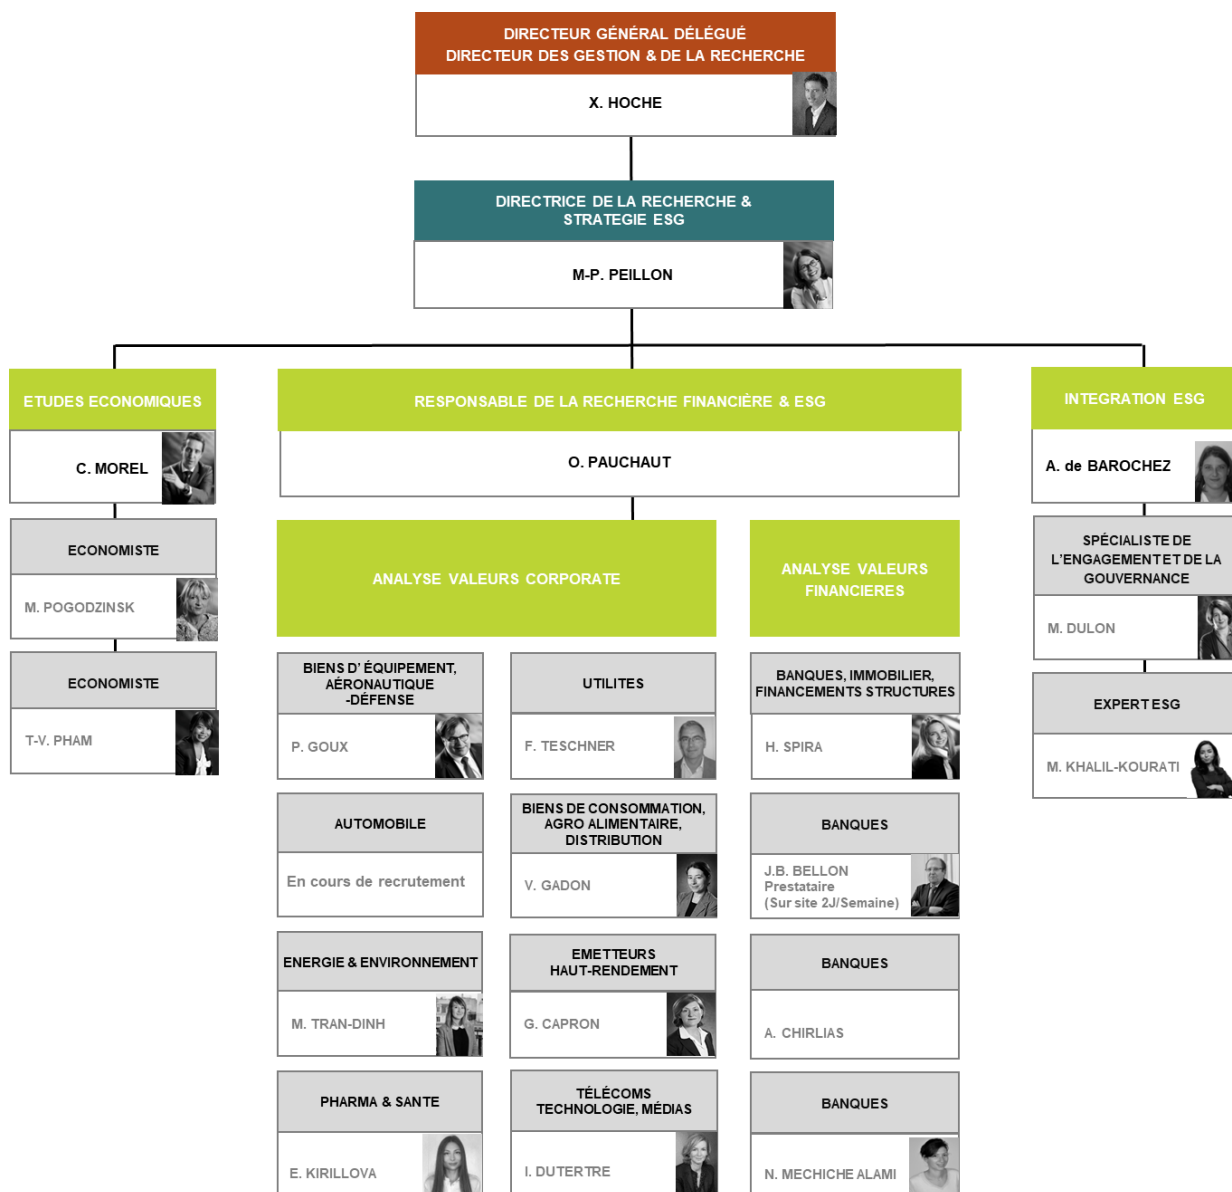 DIRECTEUR GÉNÉRAL DÉLÉGUÉ
DIRECTEUR DES GESTION & DE LA RECHERCHE
X. HOCHE
DIRECTRICE DE LA RECHERCHE &
STRATEGIE ESG
M-P. PEILLON
ETUDES ECONOMIQUES
C. MOREL
ECONOMISTE
M. POGODZINSK
ECONOMISTE
T-V. PHAM
RESPONSABLE DE LA RECHERCHE FINANCIÈRE & ESG
O. PAUCHAUT
ANALYSE VALEURS CORPORATE
BIENS D' ÉQUIPEMENT,
AÉRONAUTIQUE
-DÉFENSE
P. GOUX
AUTOMOBILE
En cours de recrutement
ENERGIE & ENVIRONNEMENT
M. TRAN-DINH
PHARMA & SANTE
E. KIRILLOVA
UTILITES
F. TESCHNER
BIENS DE CONSOMMATION,
AGRO ALIMENTAIRE,
DISTRIBUTION
V. GADON
EMETTEURS
HAUT-RENDEMENT
G. CAPRON
TÉLÉCOMS
TECHNOLOGIE, MÉDIAS
I. DUTERTRE
ANALYSE VALEURS
FINANCIERES
BANQUES, IMMOBILIER,
FINANCEMENTS STRUCTURES
H. SPIRA
BANQUES
J.B. BELLON
Prestataire
(Sur site 2J/Semaine)
BANQUES
A. CHIRLIAS
BANQUES
N. MECHICHE ALAMI
INTEGRATION ESG
A. de BAROCHEZ
SPÉCIALISTE DE
L'ENGAGEMENT ET DE LA
GOUVERNANCE
M. DULON
EXPERT ESG
M. KHALIL-KOURATI